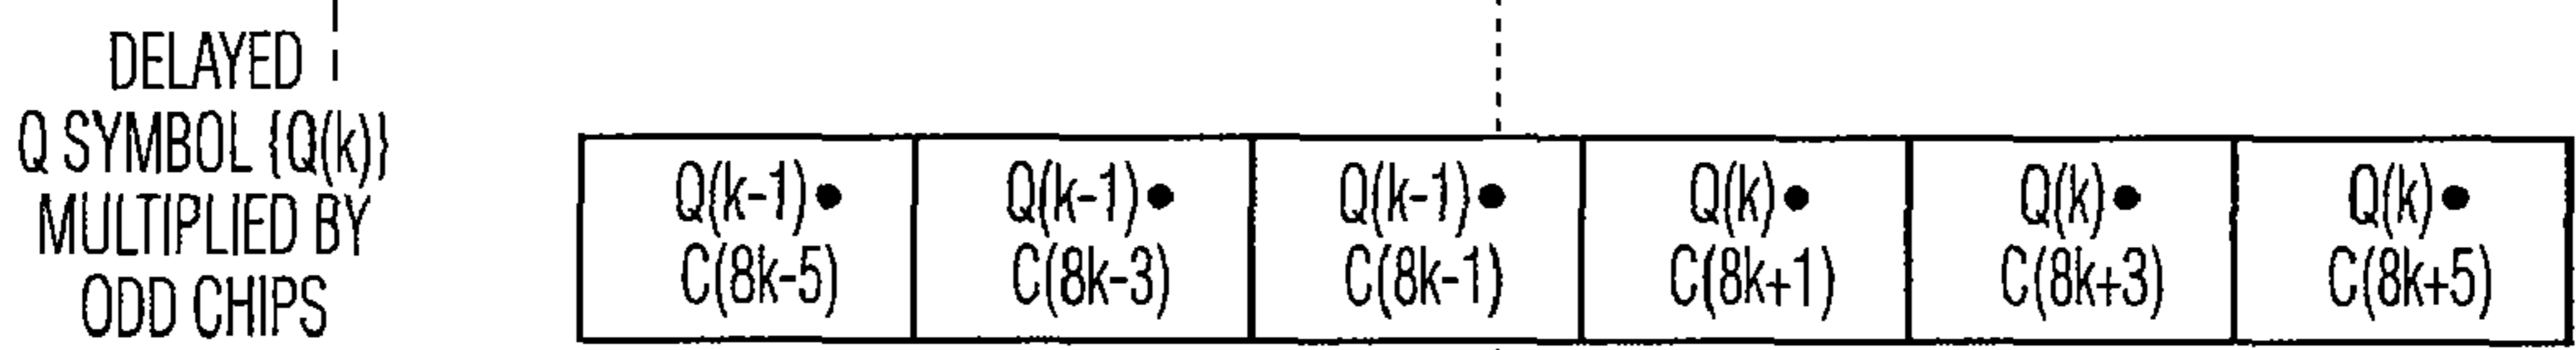 DELAYED
Q SYMBOL {Q(k)}
MULTIPLIED BY
ODD CHIPS
Q(k-1)•
C(8k-5)
Q(k-1)•
C(8k-3)
Q(k-1)•
C(8k-1)
Q(k)•
C(8k+1)
Q(k)•
C(8k+3)
Q(k)•
C(8k+5)